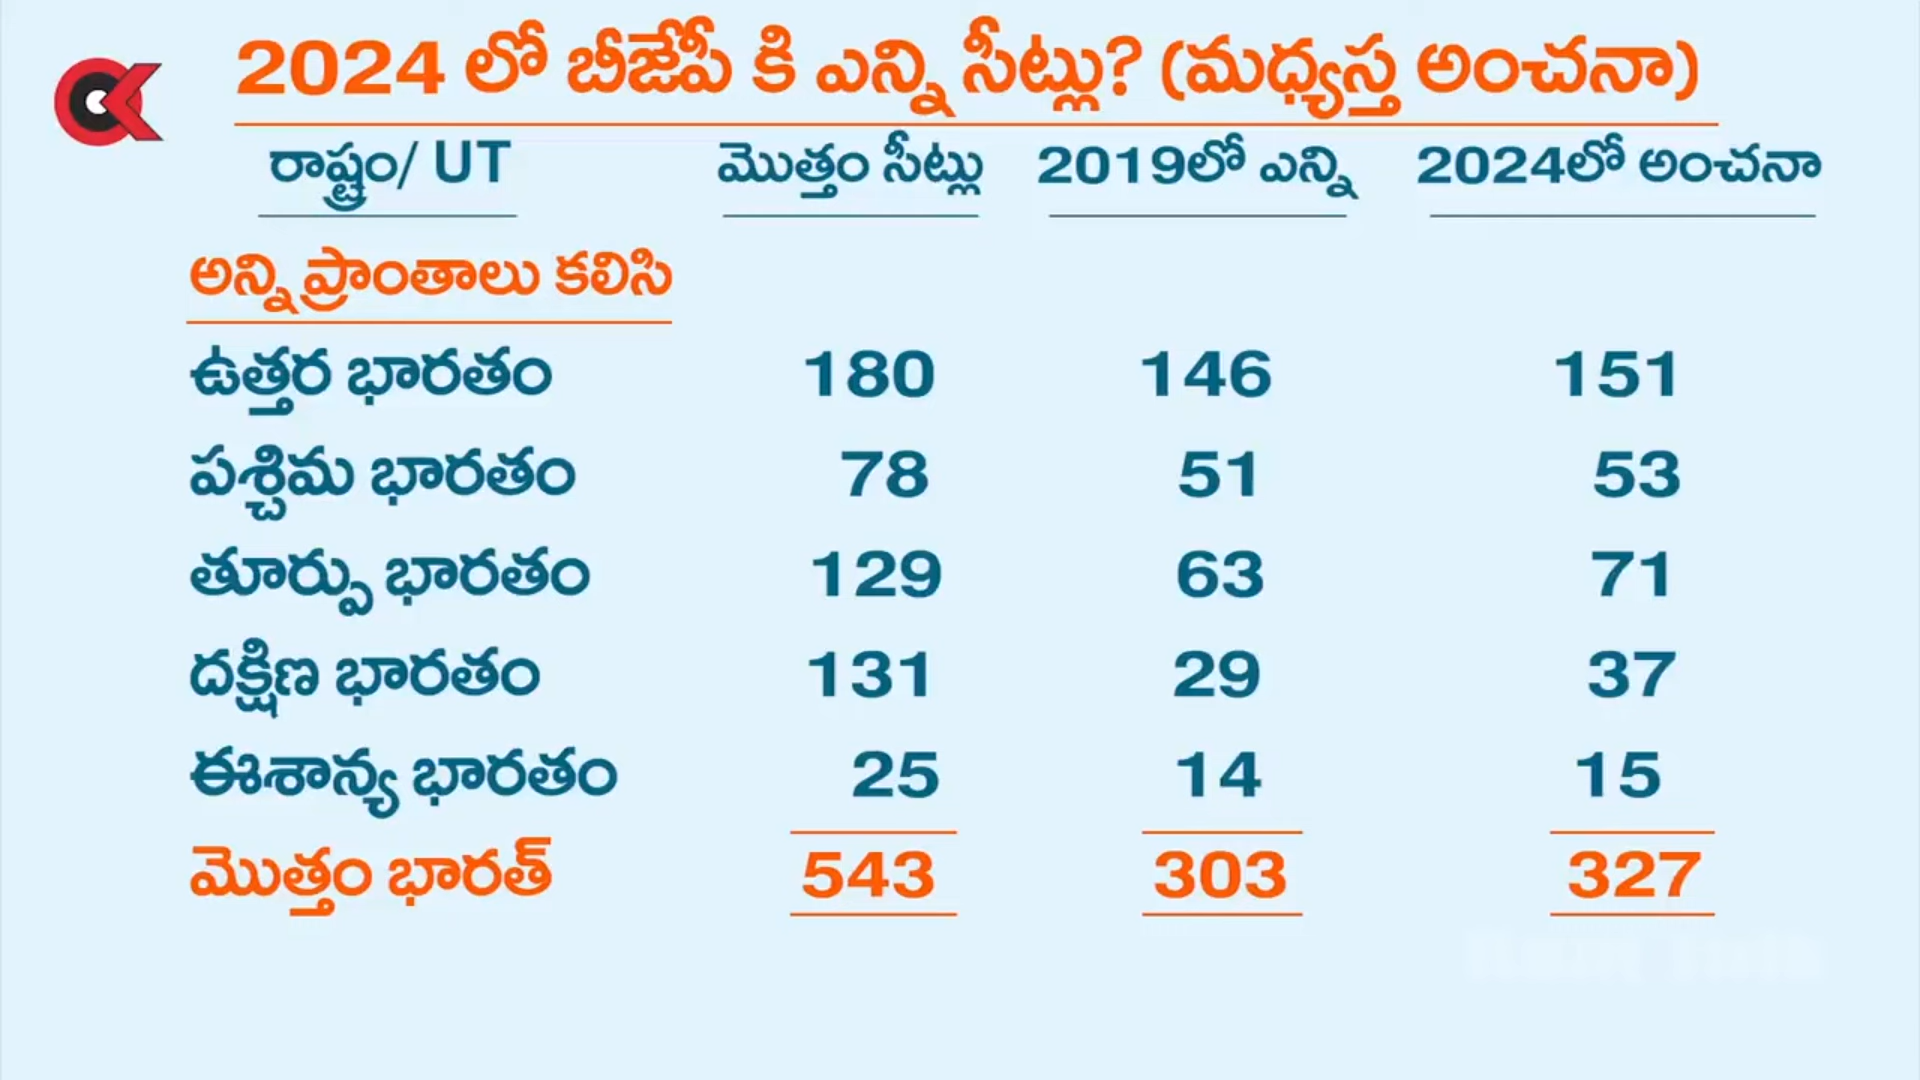 2024 లో బీజేపీ కి ఎన్ని సీట్లు? (మధ్యస్త అంచనా)
రాష్ట్రం/ UT మొత్తం సీట్లు 2019లో ఎన్ని 2024లో అంచనా
అన్ని ప్రాంతాలు కలిసి
ఉత్తర భారతం 180 146 151
పశ్చిమ భారతం 78 51 53
తూర్పు భారతం 129 63 71
దక్షిణ భారతం 131 29 37
ఈశాన్య భారతం 25 14 15
మొత్తం భారత్ 543 303 327